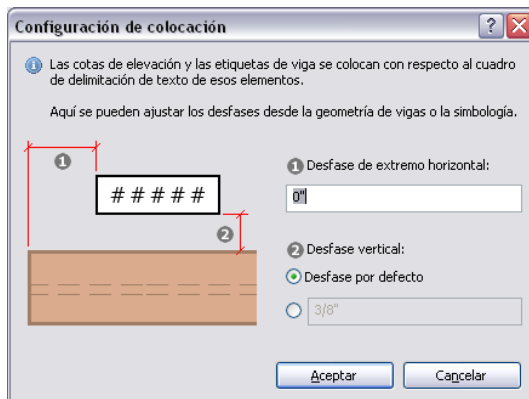 Configuración de colocación
Las cotas de elevación y las etiquetas de viga se colocan con respecto al cuadro
de delimitación de texto de esos elementos.
Aquí se pueden ajustar los desfases desde la geometría de vigas o la simbología.
1
# # # # #
2
1 Desfase de extremo horizontal:
0"
2 Desfase vertical:
Desfase por defecto
3/8"
Aceptar
Cancelar